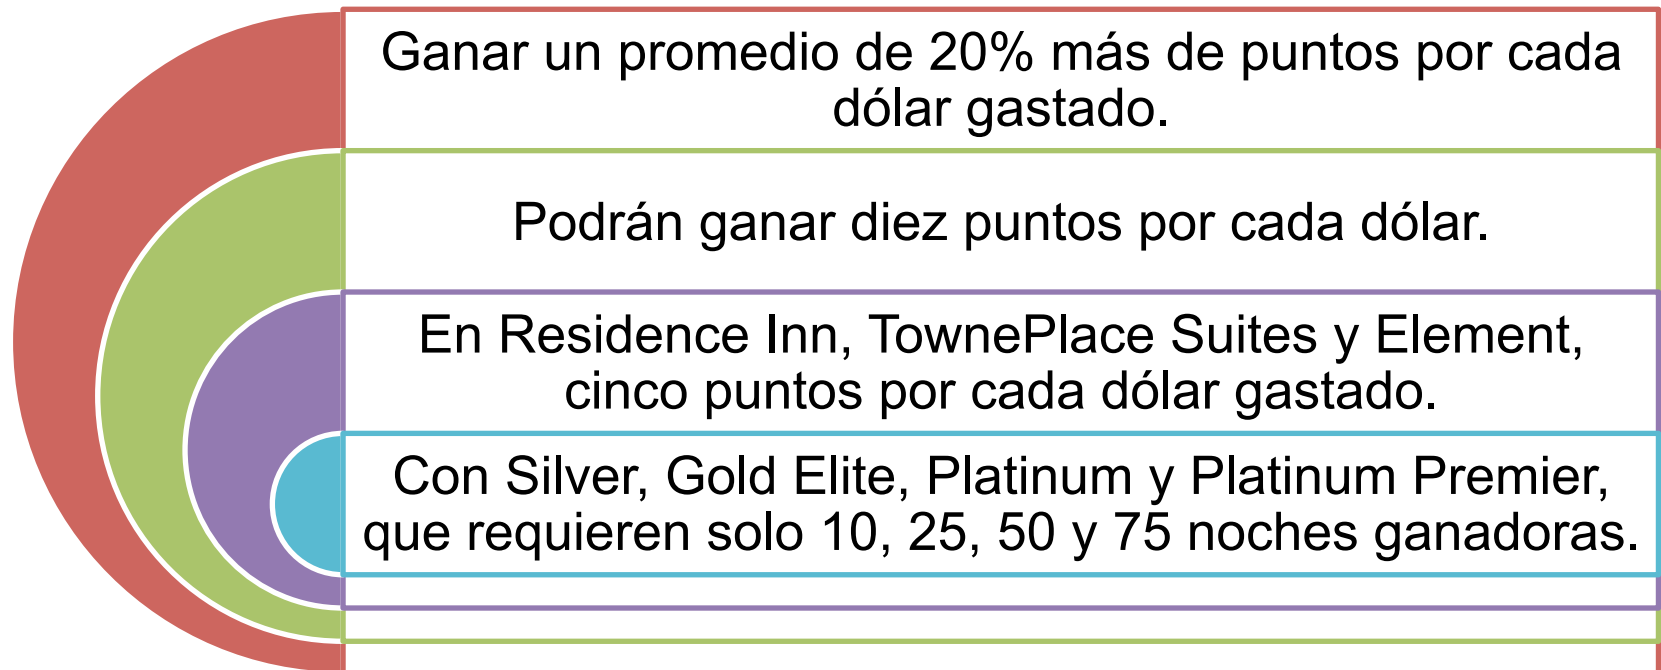 Ganar un promedio de 20% más de puntos por cada
dólar gastado.
Podrán ganar diez puntos por cada dólar.
En Residence Inn, TownePlace Suites y Element,
cinco puntos por cada dólar gastado.
Con Silver, Gold Elite, Platinum y Platinum Premier,
que requieren solo 10, 25, 50 y 75 noches ganadoras.